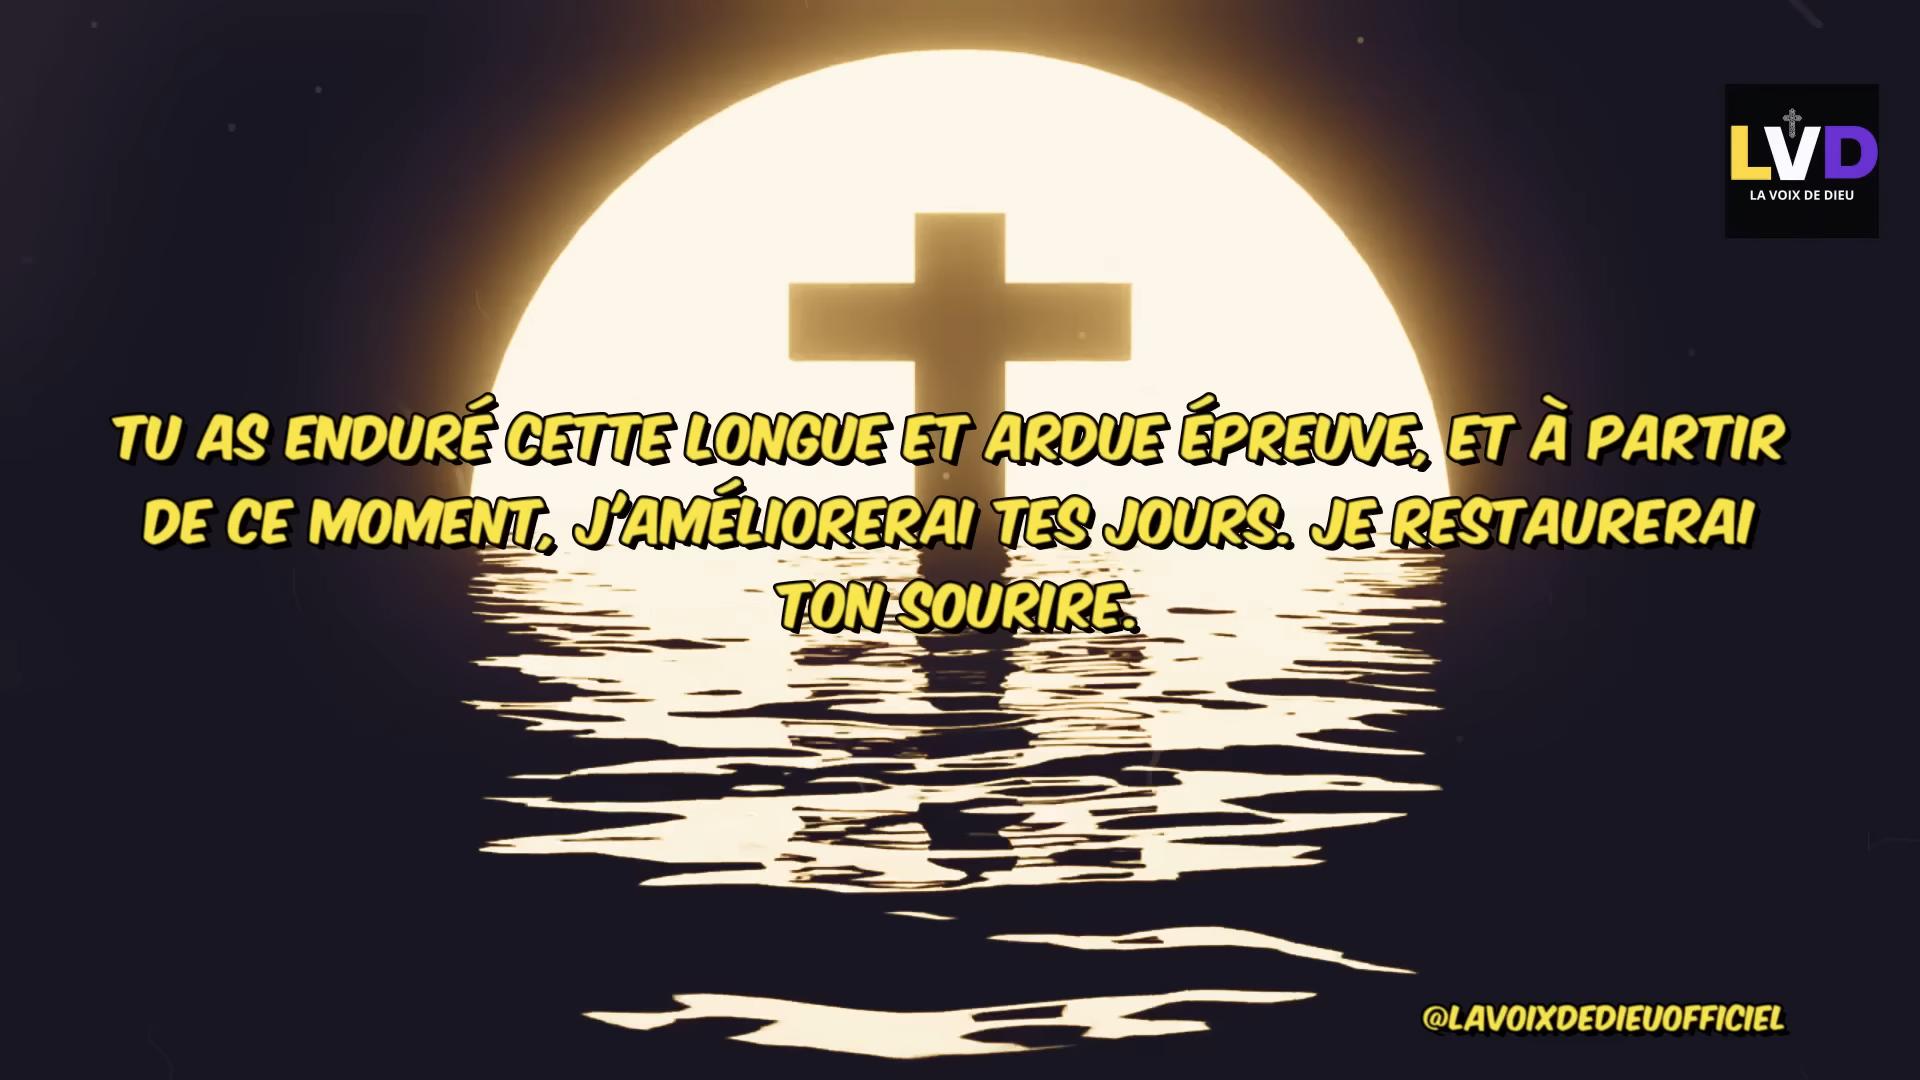 LVD
LA VOIX DE DIEU
TU AS ENDURÉ CETTE LONGUE ET ARDUE ÉPREUVE, ET À PARTIR
DE CE MOMENT, J'AMÉLIORERAI TES JOURS. JE RESTAURERAI
TON SOURIRE.
@LAVOIXDEDIEUOFFICIEL